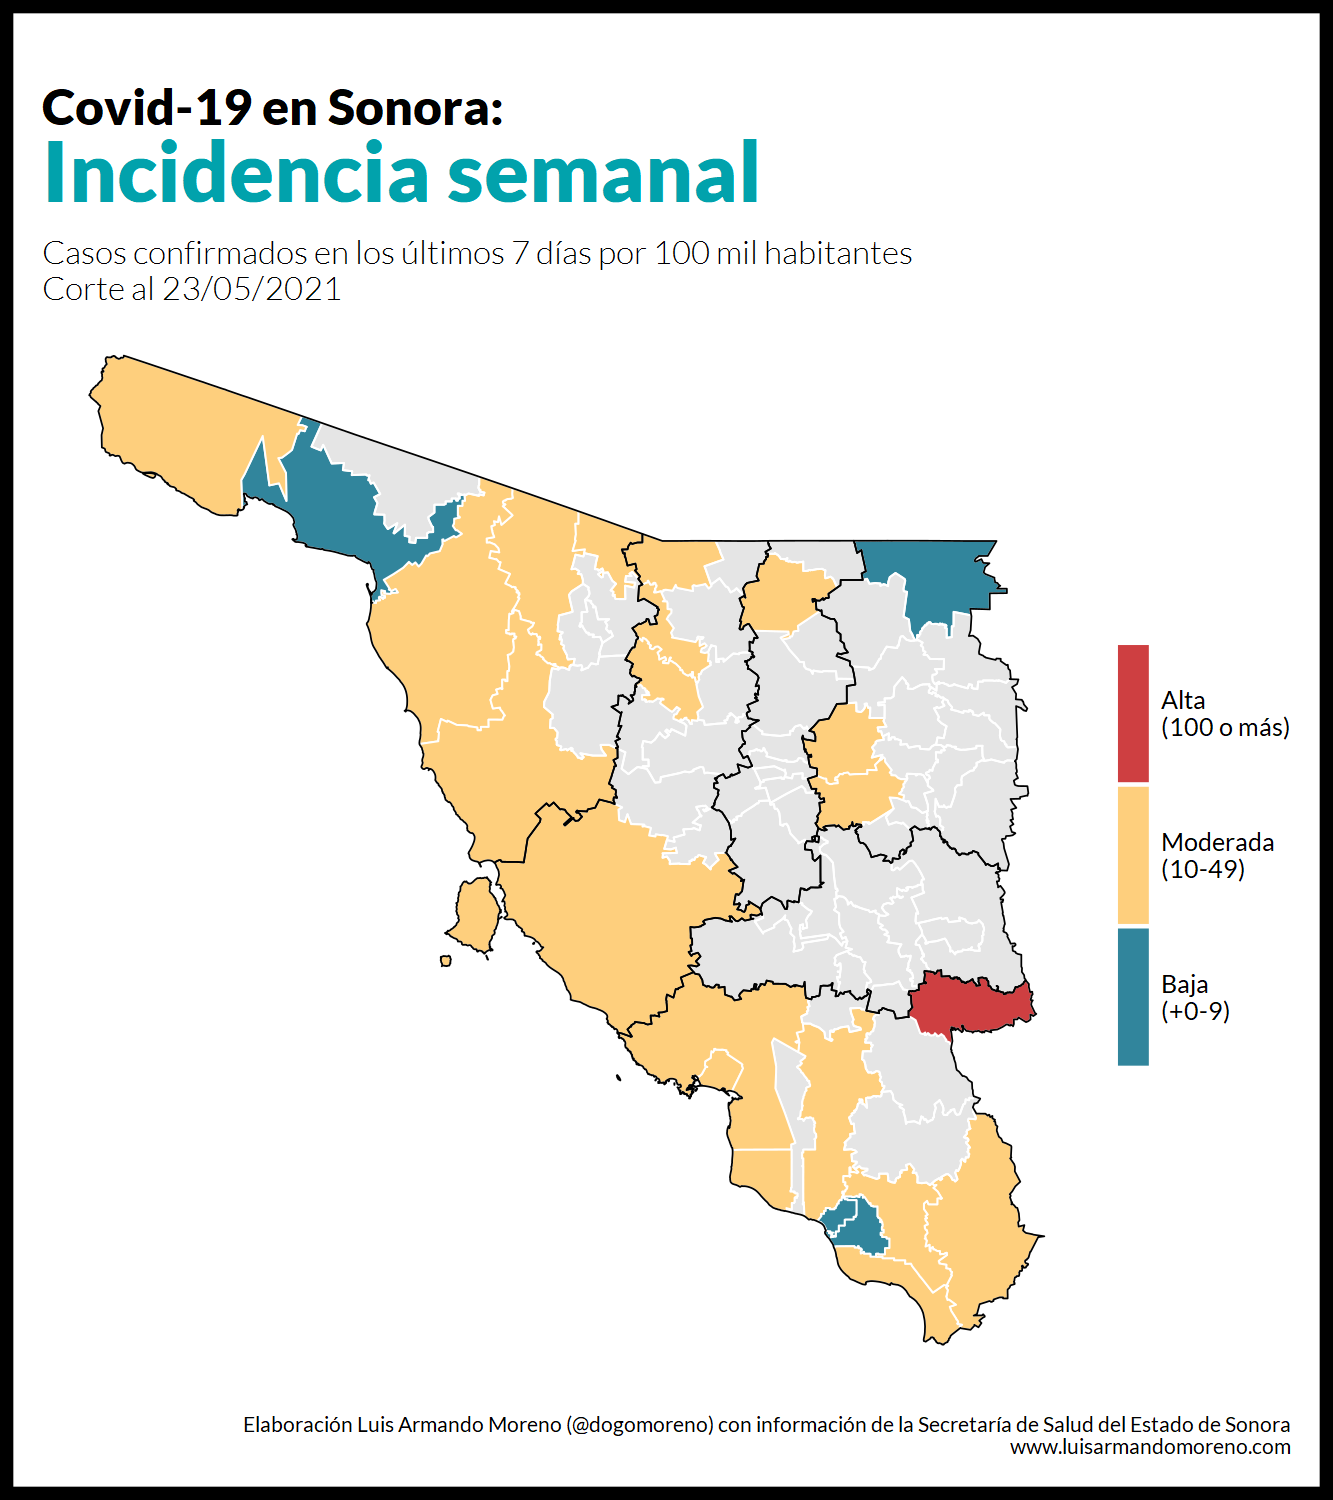 Covid-19 en Sonora:
Incidencia semanal
Casos confirmados en los últimos 7 días por 100 mil habitantes
Corte al 23/05/2021
Alta
(100 o más)
Moderada
(10-49)
Baja
(+0-9)
Elaboración Luis Armando Moreno (@dogomoreno) con información de la Secretaría de Salud del Estado de Sonora
www.luisarmandomoreno.com